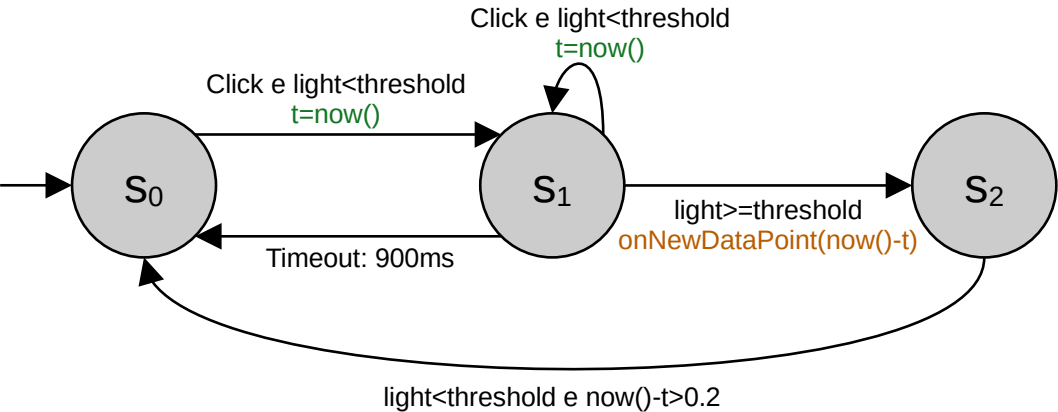 Click e light<threshold
t=now()
Click e light<threshold
t=now()
S0
S1
S2
light>=threshold
onNewDataPoint(now()-t)
Timeout: 900ms
light<threshold e now()-t>0.2